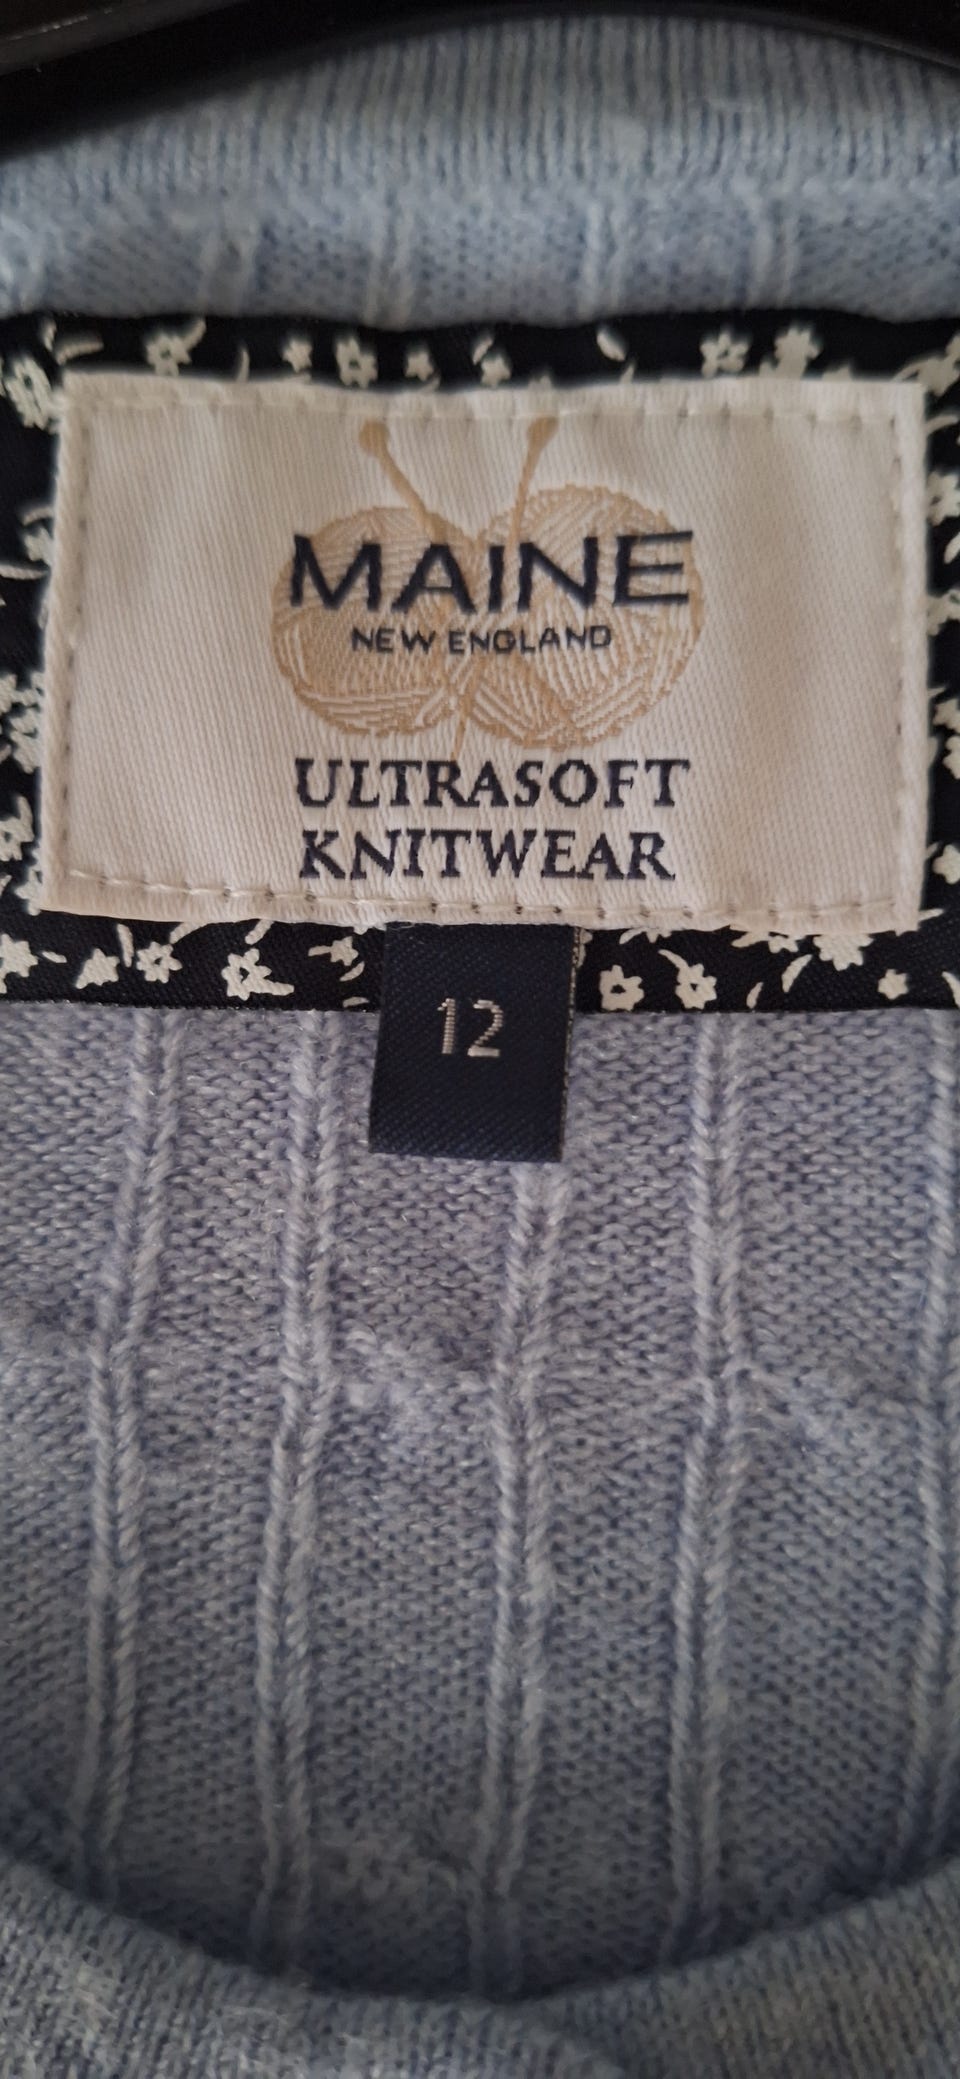 MAINE
NEW ENGLAND
ULTRASOFT
KNITWEAR
12